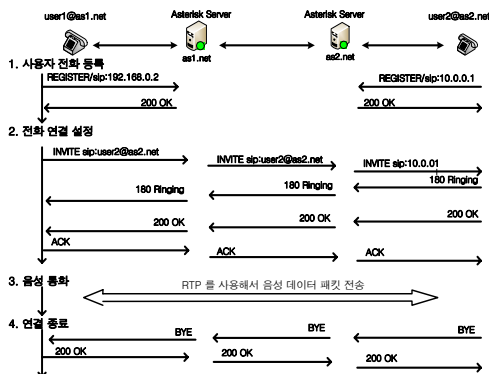 user1@as1.net
Asterisk Server
Asterisk Server
user2@as2.net
as1.net
as2.net
1. 사용자 전화 등록
REGISTER/sip:192.168.0.2
REGISTER/sip:10.0.0.1
200 OK
200 OK
2. 전화 연결 설정
INVITE sip:user2@as2.net
INVITE sip:user2@as2.net
INVITE sip:10.0.01
180 Ringing
180 Ringing
180 Ringing
200 OK
200 OK
200 OK
ACK
ACK
ACK
3. 음성 통화
RTP 를 사용해서 음성 데이터 패킷 전송
4. 연결 종료
BYE
BYE
BYE
200 OK
200 OK
200 OK